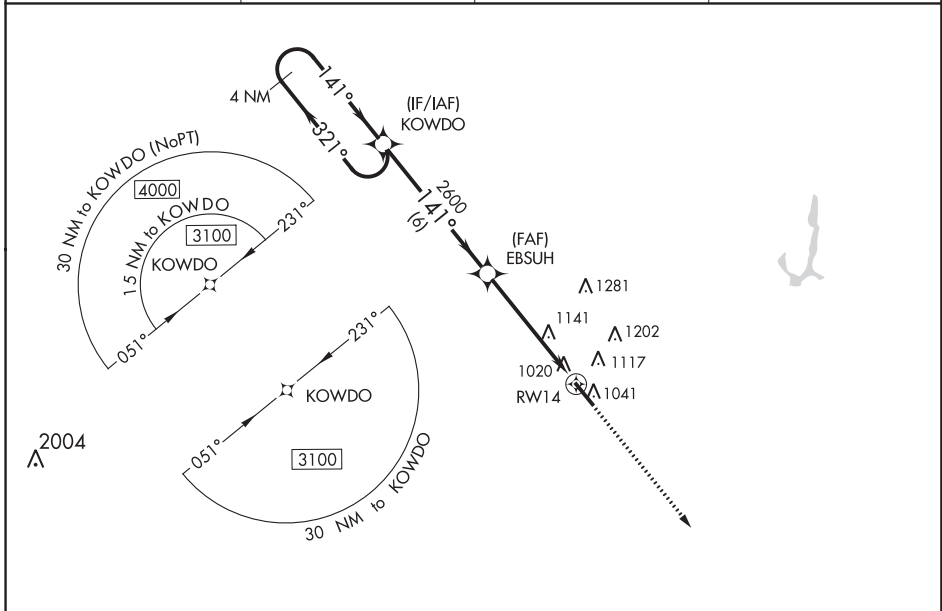 4 NM
141°
321°
(IF/IAF)
KOWDO
2600
141°
(6)
(FAF)
EBSUH
30 NM to KOWDO (NoPT)
4000
15 NM to KOWDO
3100
KOWDO
231°
051°
1281
1141
1202
1020
1117
RW14
1041
231°
KOWDO
051°
3100
30 NM to KOWDO
2004